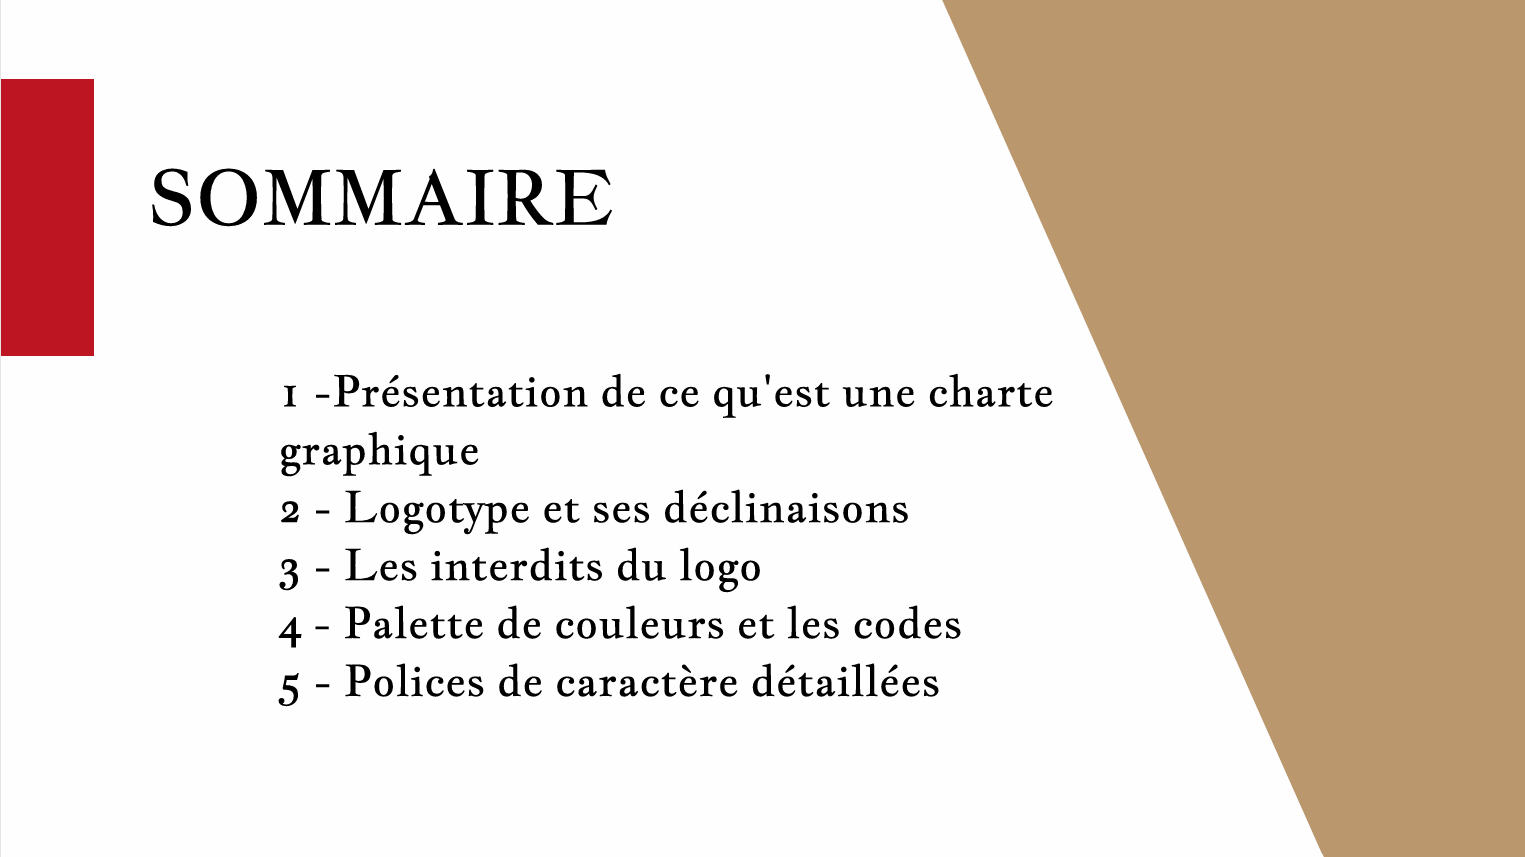 SOMMAIRE
1 -Présentation de ce qu'est une charte
graphique
2 - Logotype et ses déclinaisons
3 - Les interdits du logo
4 - Palette de couleurs et les codes
5 - Polices de caractère détaillées